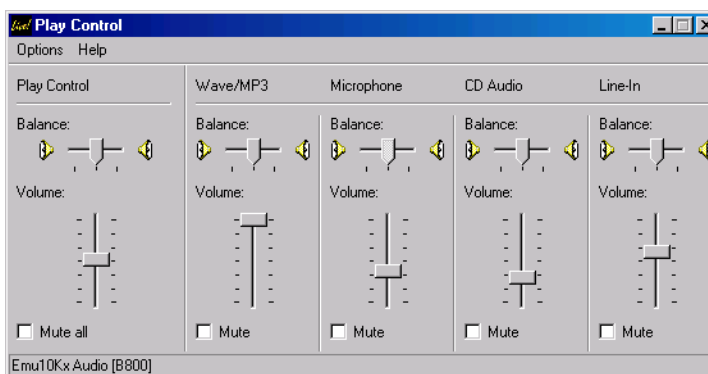 Live! Play Control
Options Help
Play Control Wave/MP3 Microphone CD Audio Line-In
Balance: Balance: Balance: Balance: Balance:
Volume: Volume: Volume: Volume: Volume:
Mute all Mute Mute Mute Mute
Emu10Kx Audio [B800]